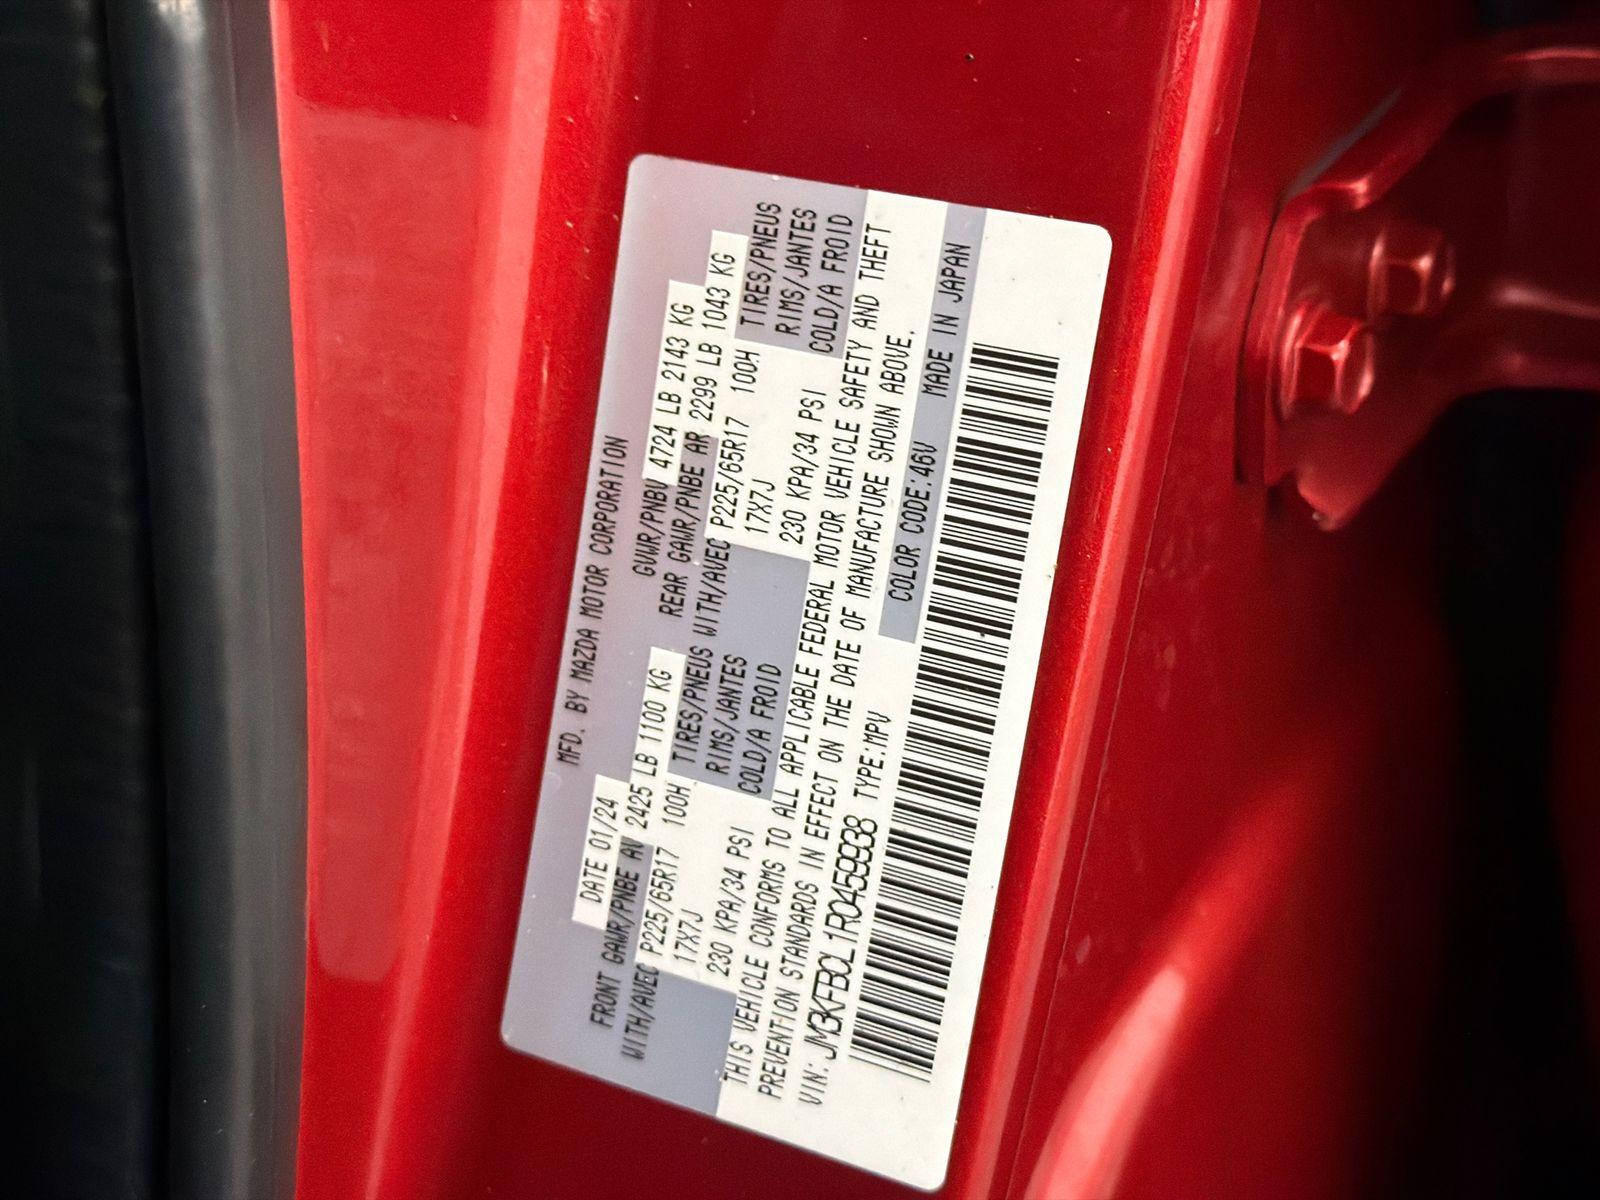 MFD. BY MAZDA MOTOR CORPORATION
DATE 01/24 GVWR/PNBV 4724 LB 2143 KG
FRONT GAWR/PNBE AV 2425 LB 1100 KG REAR GAWR/PNBE AR 2299 LB 1043 KG
WITH/AVEC P225/65R17 100H TIRES/PNEUS WITH/AVEC P225/65R17 100H TIRES/PNEUS
17X7J RIMS/JANTES 17X7J RIMS/JANTES
230 KPA/34 PSI COLD/A FROID 230 KPA/34 PSI COLD/A FROID
THIS VEHICLE CONFORMS TO ALL APPLICABLE FEDERAL MOTOR VEHICLE SAFETY AND THEFT
PREVENTION STANDARDS IN EFFECT ON THE DATE OF MANUFACTURE SHOWN ABOVE.
VIN: JM3KFBCL1R0459938 TYPE:MPV COLOR CODE:46V MADE IN JAPAN